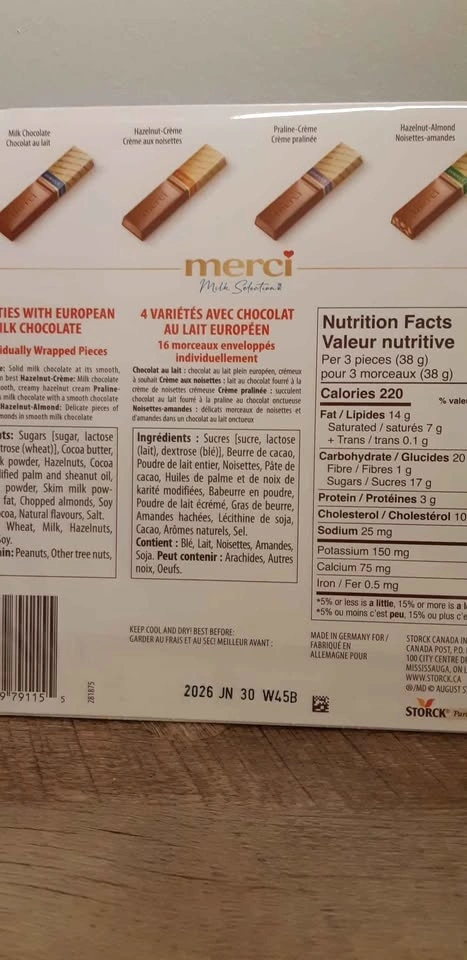 Milk Chocolate
Chocolat au lait
Hazelnut-Crème
Crème aux noisettes
Praline-Crème
Crème pralinée
Hazelnut-Almond
Noisettes-amandes
merci
Milk Selection
TIES WITH EUROPEAN
ILK CHOCOLATE
idually Wrapped Pieces
e: Solid milk chocolate at its smooth,
n best Hazelnut-Crème: Milk chocolate
ooth, creamy hazelnut cream Praline-
milk chocolate with a smooth chocolate
Hazelnut-Almond: Delicate pieces of
monds in smooth milk chocolate
ts: Sugars [sugar, lactose
trose (wheat)], Cocoa butter,
k powder, Hazelnuts, Cocoa
ified palm and sheanut oil,
powder, Skim milk pow-
fat, Chopped almonds, Soy
coa, Natural flavours, Salt.
Wheat, Milk, Hazelnuts,
oy.
in: Peanuts, Other tree nuts,
4 VARIÉTÉS AVEC CHOCOLAT
AU LAIT EUROPÉEN
16 morceaux enveloppés
individuellement
Chocolat au lait : chocolat au lait plein européen, crémeux
à souhait Crème aux noisettes : lait au chocolat fourré à la
crème de noisettes crémeuse Crème pralinée : succulent
chocolat au lait fourré à la praline au chocolat onctueuse
Noisettes-amandes : délicats morceaux de noisettes et
d'amandes dans un chocolat au lait onctueux
Ingrédients : Sucres [sucre, lactose
(lait), dextrose (blé)], Beurre de cacao,
Poudre de lait entier, Noisettes, Pâte de
cacao, Huiles de palme et de noix de
karité modifiées, Babeurre en poudre,
Poudre de lait écrémé, Gras de beurre,
Amandes hachées, Lécithine de soja,
Cacao, Arômes naturels, Sel.
Contient : Blé, Lait, Noisettes, Amandes,
Soja. Peut contenir : Arachides, Autres
noix, Oeufs.
Nutrition Facts
Valeur nutritive
Per 3 pieces (38 g)
pour 3 morceaux (38 g)
Calories 220
% vale
Fat / Lipides 14 g
Saturated / saturés 7 g
+ Trans / trans 0.1 g
Carbohydrate / Glucides 20
Fibre / Fibres 1 g
Sugars / Sucres 17 g
Protein / Protéines 3 g
Cholesterol / Cholestérol 10
Sodium 25 mg
Potassium 150 mg
Calcium 75 mg
Iron / Fer 0.5 mg
*5% or less is a little, 15% or more is a l
*5% ou moins c'est peu, 15% ou plus c'e
9"79115 5
281875
KEEP COOL AND DRY! BEST BEFORE:
GARDER AU FRAIS ET AU SEC! MEILLEUR AVANT :
2026 JN 30 W45B
MADE IN GERMANY FOR /
FABRIQUÉ EN
ALLEMAGNE POUR
STORCK CANADA IN
CANADA POST, P.O.
100 CITY CENTRE D
MISSISSAUGA, ON L
WWW.STORCK.CA
®/MD © AUGUST S
STORCK® Par